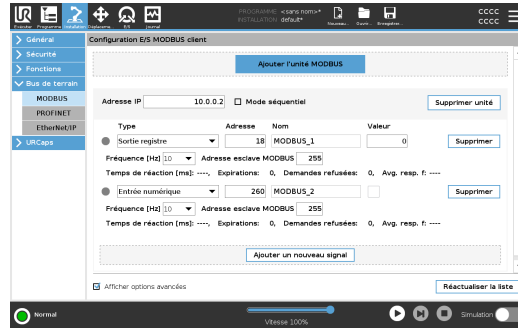 PROGRAMME <sans nom>*
INSTALLATION default*
CCCC
CCCC
Exécuter Programme Installation Déplacement E/S Journal Nouveau... Ouvrir... Enregistrer...
Général
Configuration E/S MODBUS client
Sécurité
Fonctions
Bus de terrain
MODBUS
PROFINET
EtherNet/IP
URCaps
Ajouter l'unité MODBUS
Adresse IP 10.0.0.2 Mode séquentiel Supprimer unité
Type Adresse Nom Valeur
Sortie registre 18 MODBUS_1 0 Supprimer
Fréquence [Hz] 10 Adresse esclave MODBUS 255
Temps de réaction [ms]: ----, Expirations: 0, Demandes refusées: 0, Avg. resp. f: ----
Entrée numérique 260 MODBUS_2 Supprimer
Fréquence [Hz] 10 Adresse esclave MODBUS 255
Temps de réaction [ms]: ----, Expirations: 0, Demandes refusées: 0, Avg. resp. f: ----
Ajouter un nouveau signal
Afficher options avancées Réactualiser la liste
Normal
Vitesse 100%
Simulation